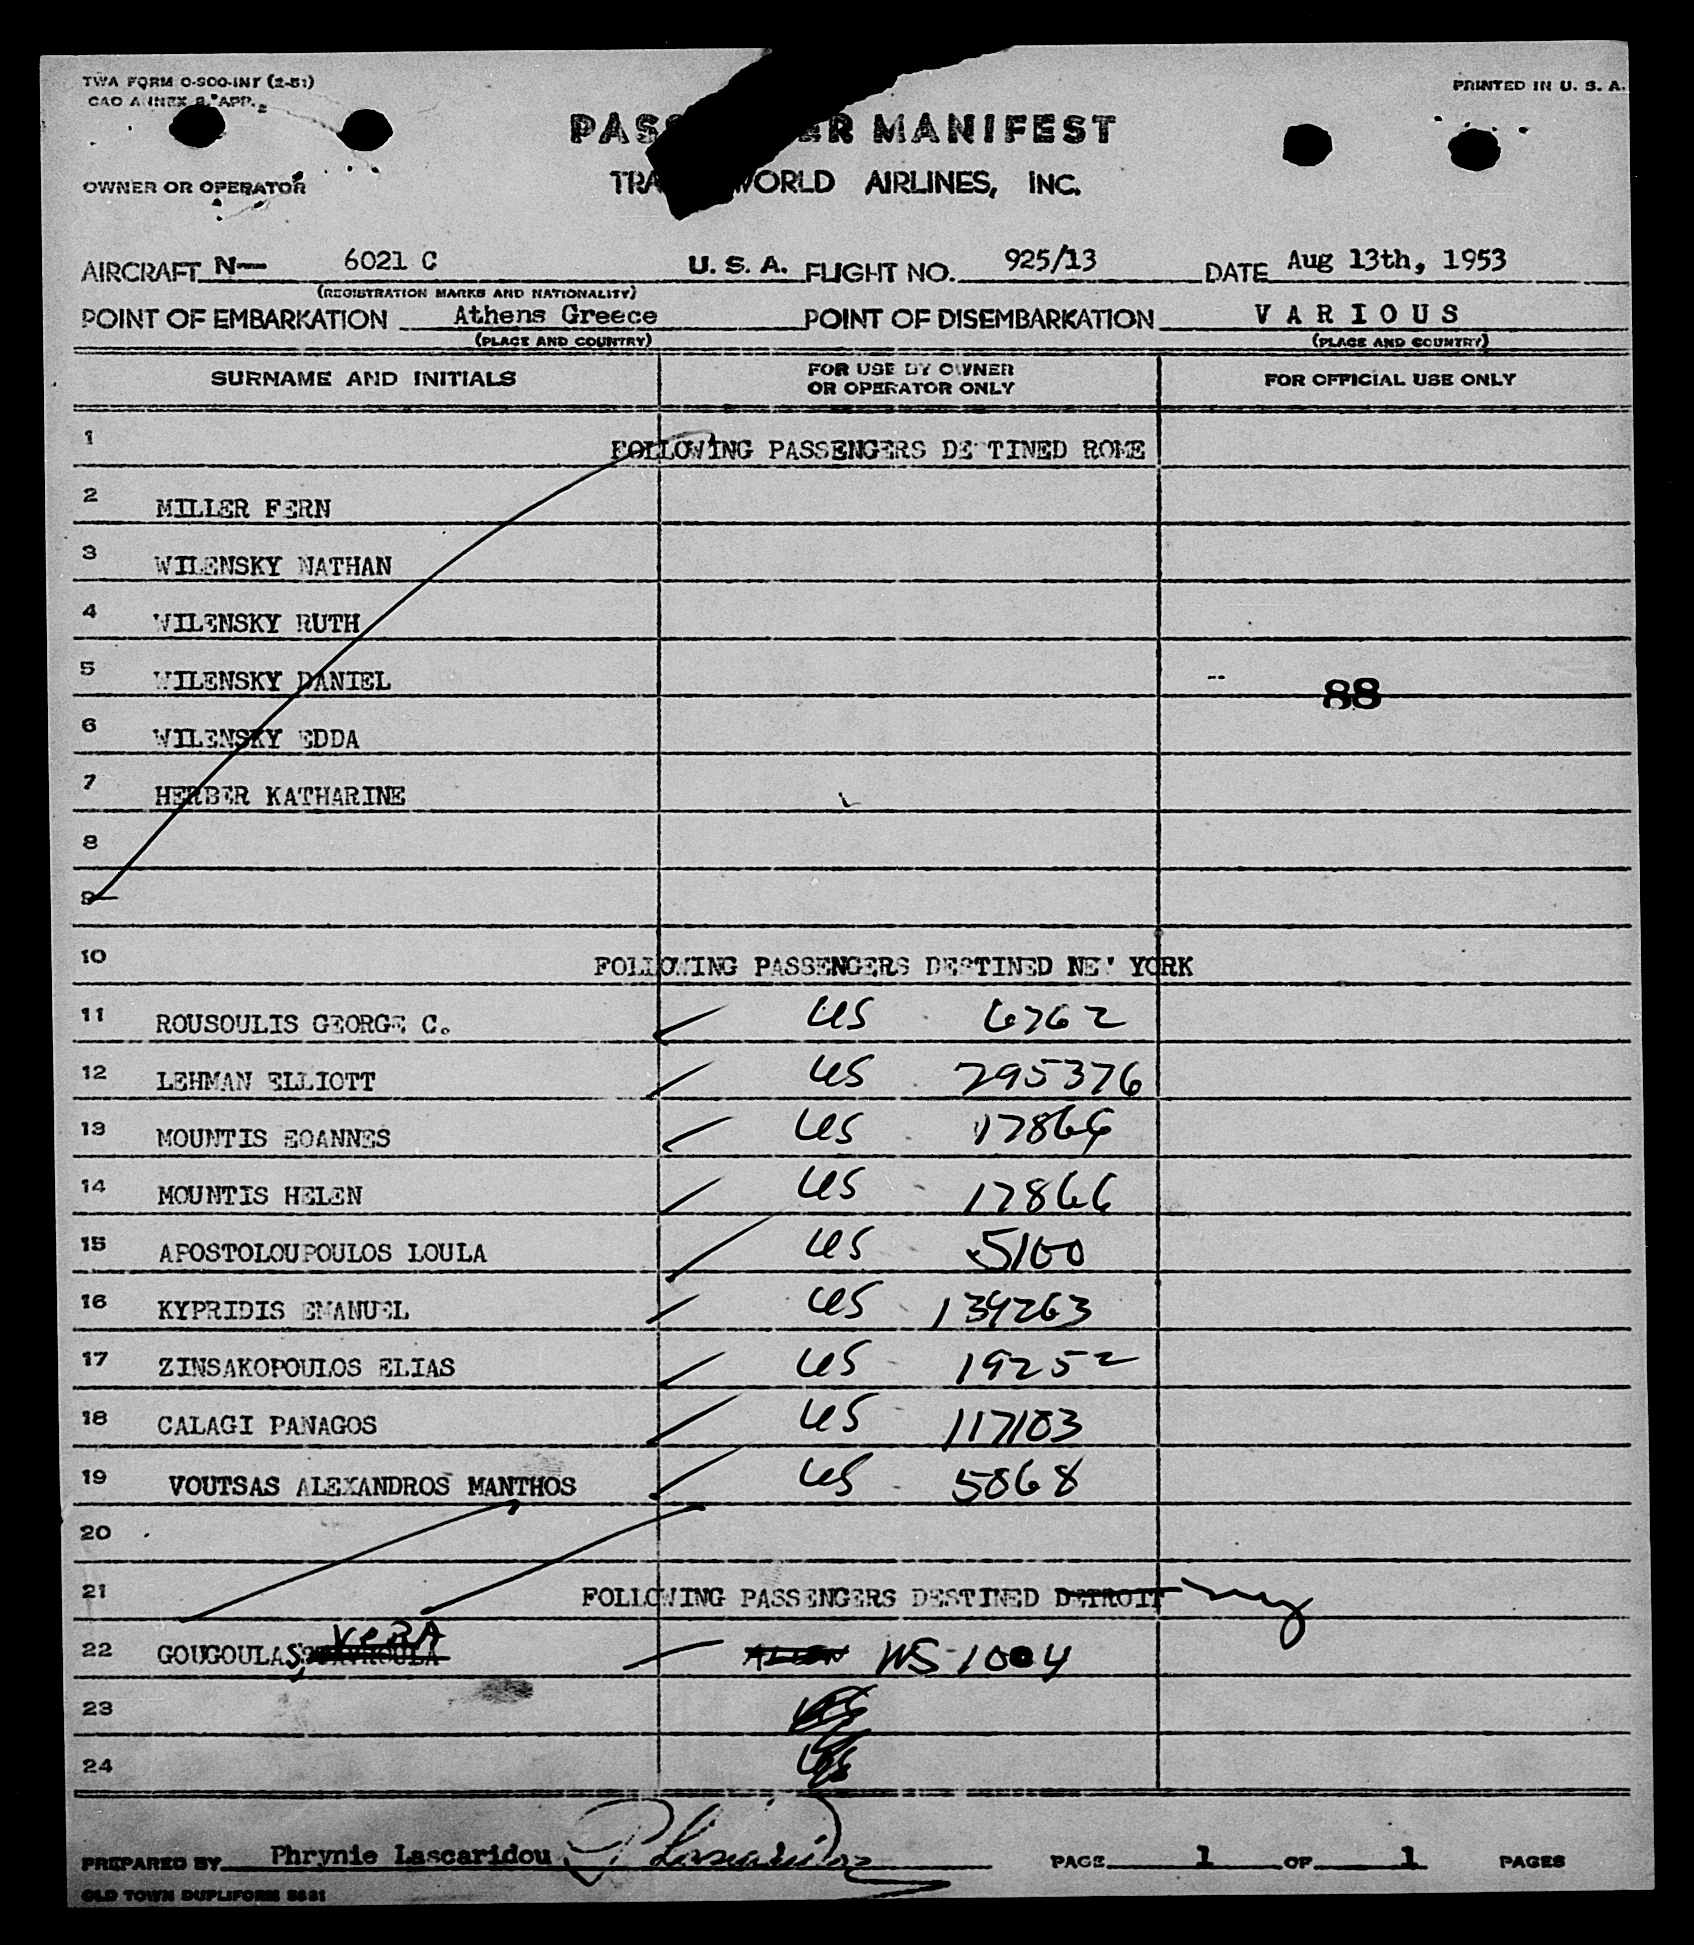 TWA FORM O-500-INT (2-51)
PRINTED IN U. S. A.
MANIFEST
OWNER OR OPERATOR
WORLD AIRLINES, INC.
AIRCRAFT N— 6021 C U. S. A. FLIGHT NO. 925/13 DATE Aug 13th, 1953
(REGISTRATION MARKS AND NATIONALITY)
POINT OF EMBARKATION Athens Greece POINT OF DISEMBARKATION V A R I O U S
(PLACE AND COUNTRY) (PLACE AND COUNTRY)
SURNAME AND INITIALS FOR USE BY OWNER OR OPERATOR ONLY FOR OFFICIAL USE ONLY
1 FOLLOWING PASSENGERS DESTINED ROME
2 MILLER FERN
3 WILENSKY NATHAN
4 WILENSKY RUTH
5 WILENSKY DANIEL 88
6 WILENSKY EDDA
7 HERBER KATHARINE
8
9
10 FOLLOWING PASSENGERS DESTINED NEW YORK
11 ROUSOULIS GEORGE C. US 6762
12 LEHMAN ELLIOTT US 295376
13 MOUNTIS EOANNES US 17866
14 MOUNTIS HELEN US 17866
15 APOSTOLOUPOULOS LOULA US 5100
16 KYPRIDIS EMANUEL US 134263
17 ZINSAKOPOULOS ELIAS US 19252
18 CALAGI PANAGOS US 117103
19 VOUTSAS ALEXANDROS MANTHOS US 5868
20
21 FOLLOWING PASSENGERS DESTINED DETROIT NY
22 GOUGOULAS, VERA
23
24
PREPARED BY Phrynie Lascaridou PAGE 1 OF 1 PAGES
OLD TOWN DUPLIFORM